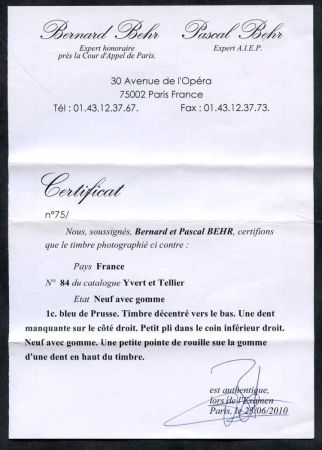 Bernard Behr Pascal Behr
Expert honoraire Expert A.I.E.P.
près la Cour d'Appel de Paris.
30 Avenue de l'Opéra
75002 Paris France
Tél : 01.43.12.37.67. Fax : 01.43.12.37.73.
Certificat
n°75/
Nous, soussignés, Bernard et Pascal BEHR, certifions
que le timbre photographié ci contre :
Pays France
N° 84 du catalogue Yvert et Tellier
Etat Neuf avec gomme
1c. bleu de Prusse. Timbre décentré vers le bas. Une dent
manquante sur le côté droit. Petit pli dans le coin inférieur droit.
Neuf avec gomme. Une petite pointe de rouille sur la gomme
d'une dent en haut du timbre.
est authentique,
lors de l'Examen
Paris, le 23/06/2010